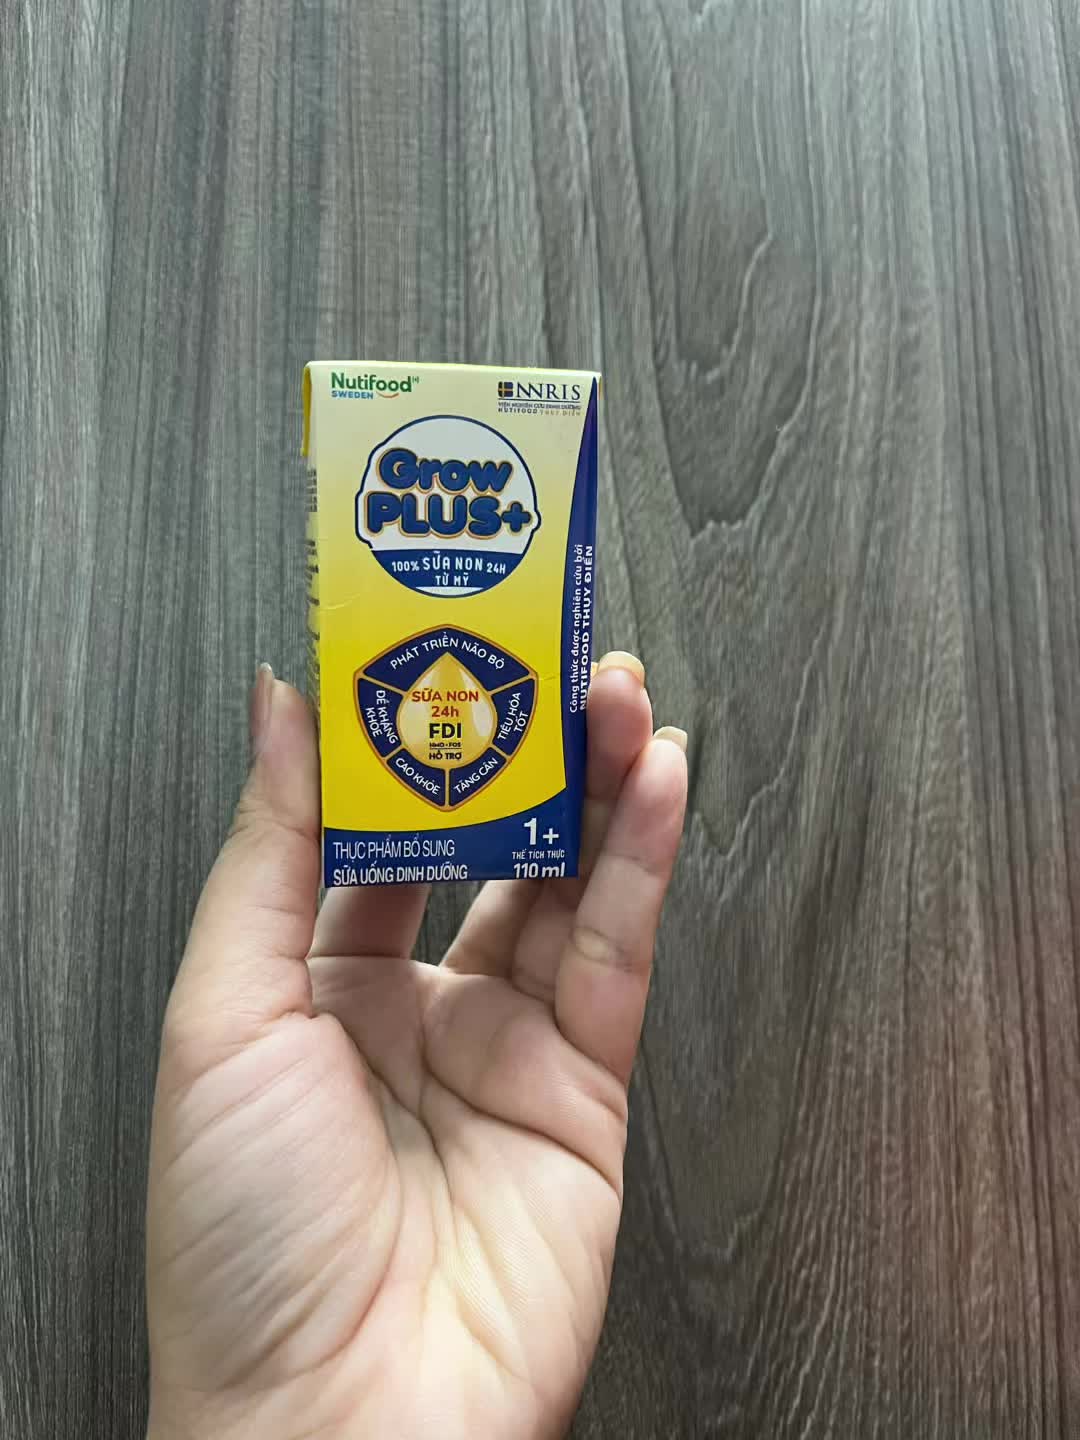 Nutifood
SWEDEN
NNRIS
VIỆN NGHIÊN CỨU DINH DƯỠNG
NUTIFOOD THỤY ĐIỂN
Grow
PLUS+
100% SỮA NON 24H
TỪ MỸ
Công thức được nghiên cứu bởi
NUTIFOOD THỤY ĐIỂN
PHÁT TRIỂN NÃO BỘ
ĐỀ KHÁNG
KHỎE
SỮA NON
24h
FDI
HMO • FOS
HỖ TRỢ
TIÊU HÓA
TỐT
CAO KHỎE
TĂNG CÂN
THỰC PHẨM BỔ SUNG
SỮA UỐNG DINH DƯỠNG
1+
THỂ TÍCH THỰC
110 ml